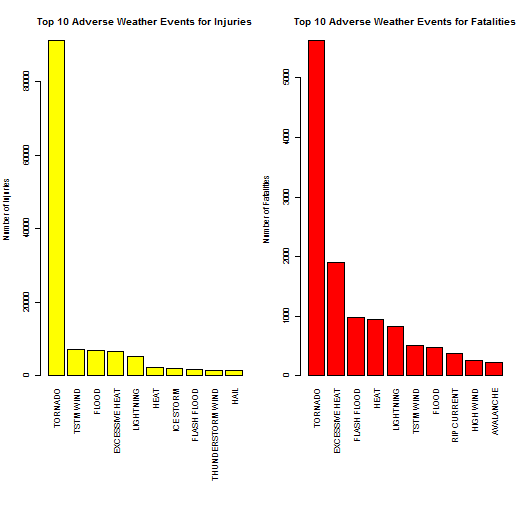 Top 10 Adverse Weather Events for Injuries
Number of Injuries
80000
60000
40000
20000
0
TORNADO
TSTM WIND
FLOOD
EXCESSIVE HEAT
LIGHTNING
HEAT
ICE STORM
FLASH FLOOD
THUNDERSTORM WIND
HAIL
Top 10 Adverse Weather Events for Fatalities
Number of Fatalities
5000
4000
3000
2000
1000
0
TORNADO
EXCESSIVE HEAT
FLASH FLOOD
HEAT
LIGHTNING
TSTM WIND
FLOOD
RIP CURRENT
HIGH WIND
AVALANCHE